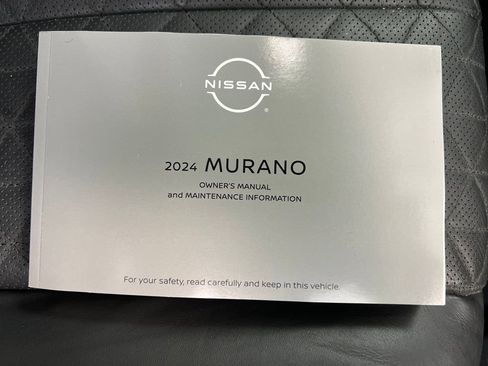 NISSAN
®
2024 MURANO
OWNER'S MANUAL
and MAINTENANCE INFORMATION
For your safety, read carefully and keep in this vehicle.